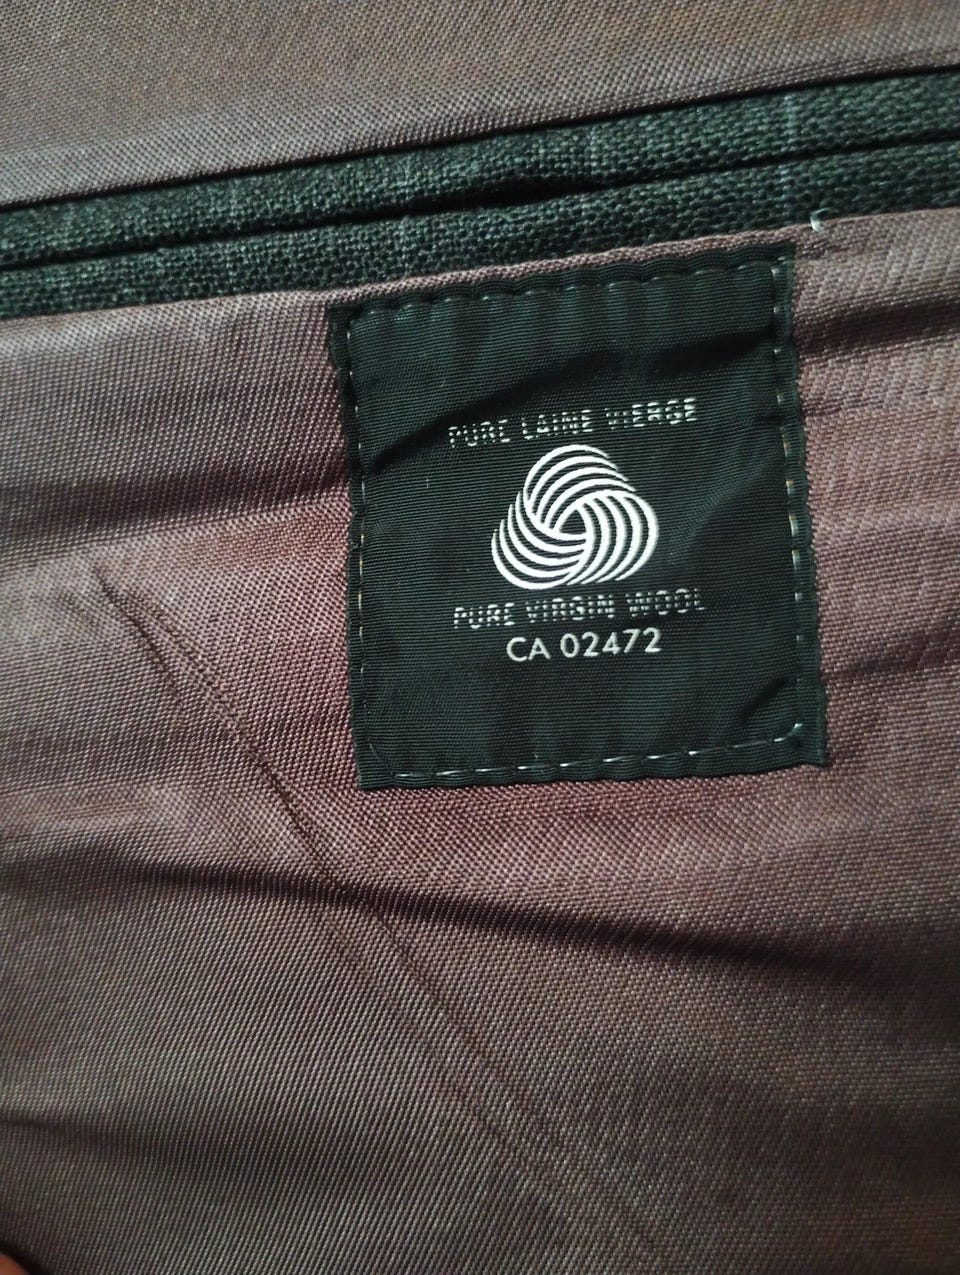 PURE LAINE VIERGE
PURE VIRGIN WOOL
CA 02472